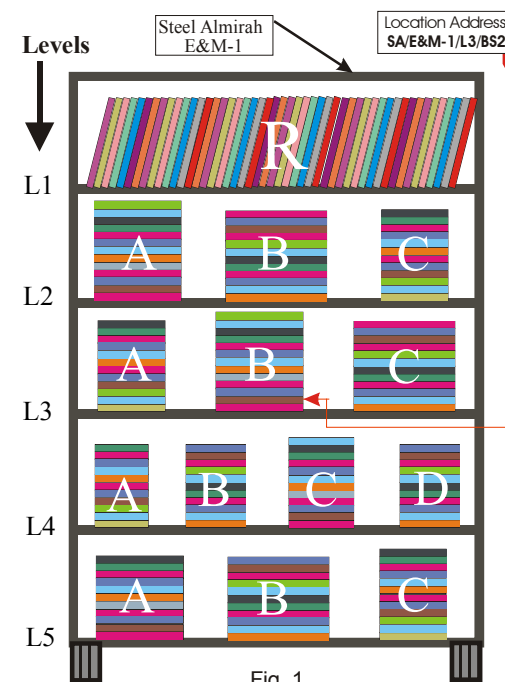 Steel Almirah
E&M-1
Location Address
SA/E&M-1/L3/BS2
Levels
R
L1
A B C
L2
A B C
L3
A B C D
L4
A B C
L5
Fig. 1